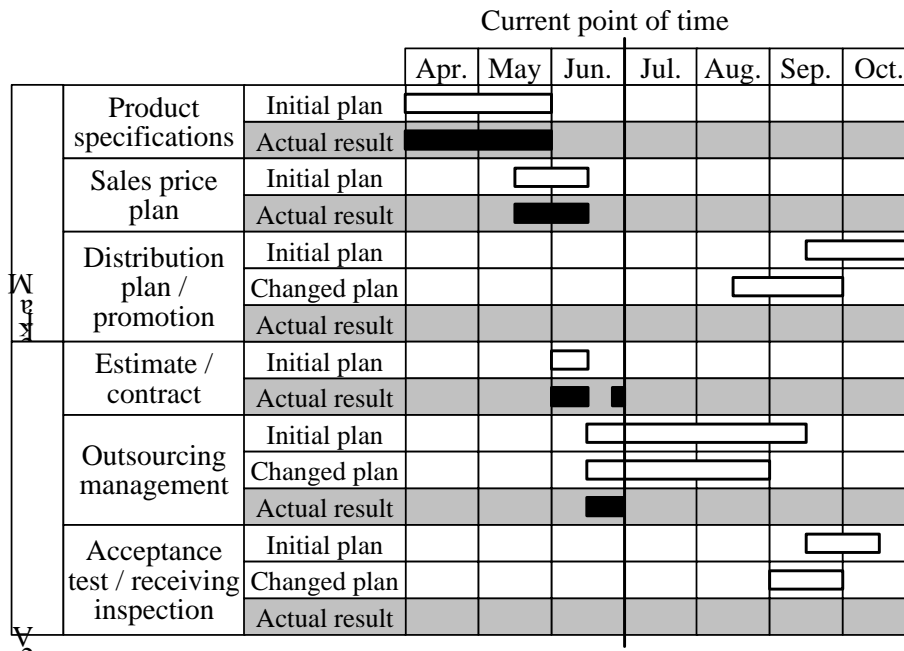 Current point of time
Apr. May Jun. Jul. Aug. Sep. Oct.
Product
specifications
Initial plan
Actual result
Sales price
plan
Initial plan
Actual result
Distribution
plan /
promotion
Initial plan
Changed plan
Actual result
Estimate /
contract
Initial plan
Actual result
Outsourcing
management
Initial plan
Changed plan
Actual result
Acceptance
test / receiving
inspection
Initial plan
Changed plan
Actual result